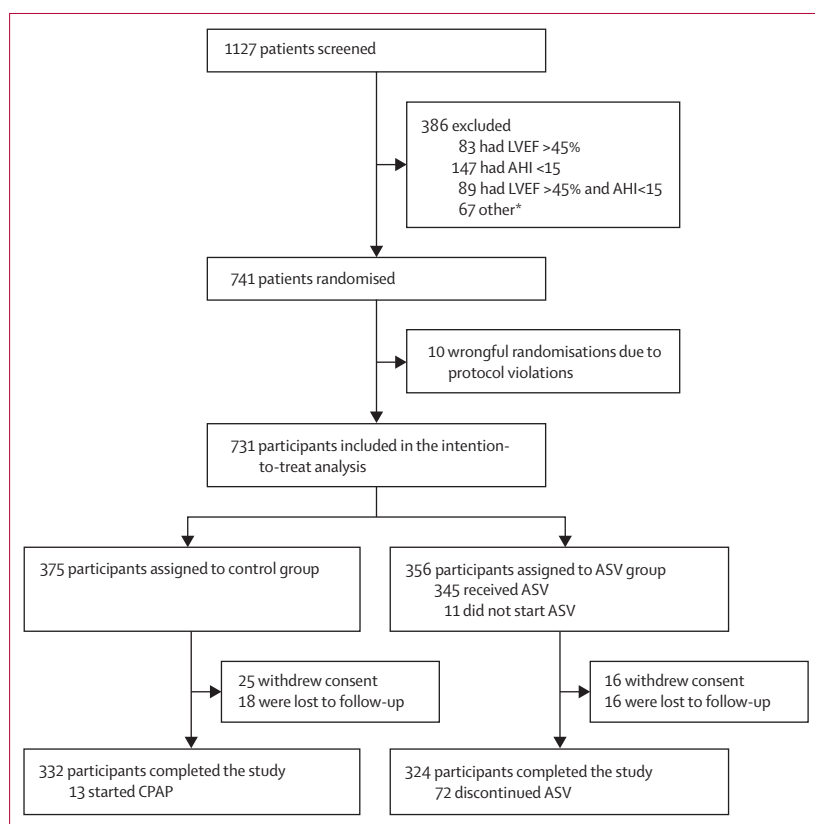 1127 patients screened
386 excluded
83 had LVEF >45%
147 had AHI <15
89 had LVEF >45% and AHI<15
67 other*
741 patients randomised
10 wrongful randomisations due to
protocol violations
731 participants included in the intention-
to-treat analysis
375 participants assigned to control group
356 participants assigned to ASV group
345 received ASV
11 did not start ASV
25 withdrew consent
18 were lost to follow-up
16 withdrew consent
16 were lost to follow-up
332 participants completed the study
13 started CPAP
324 participants completed the study
72 discontinued ASV